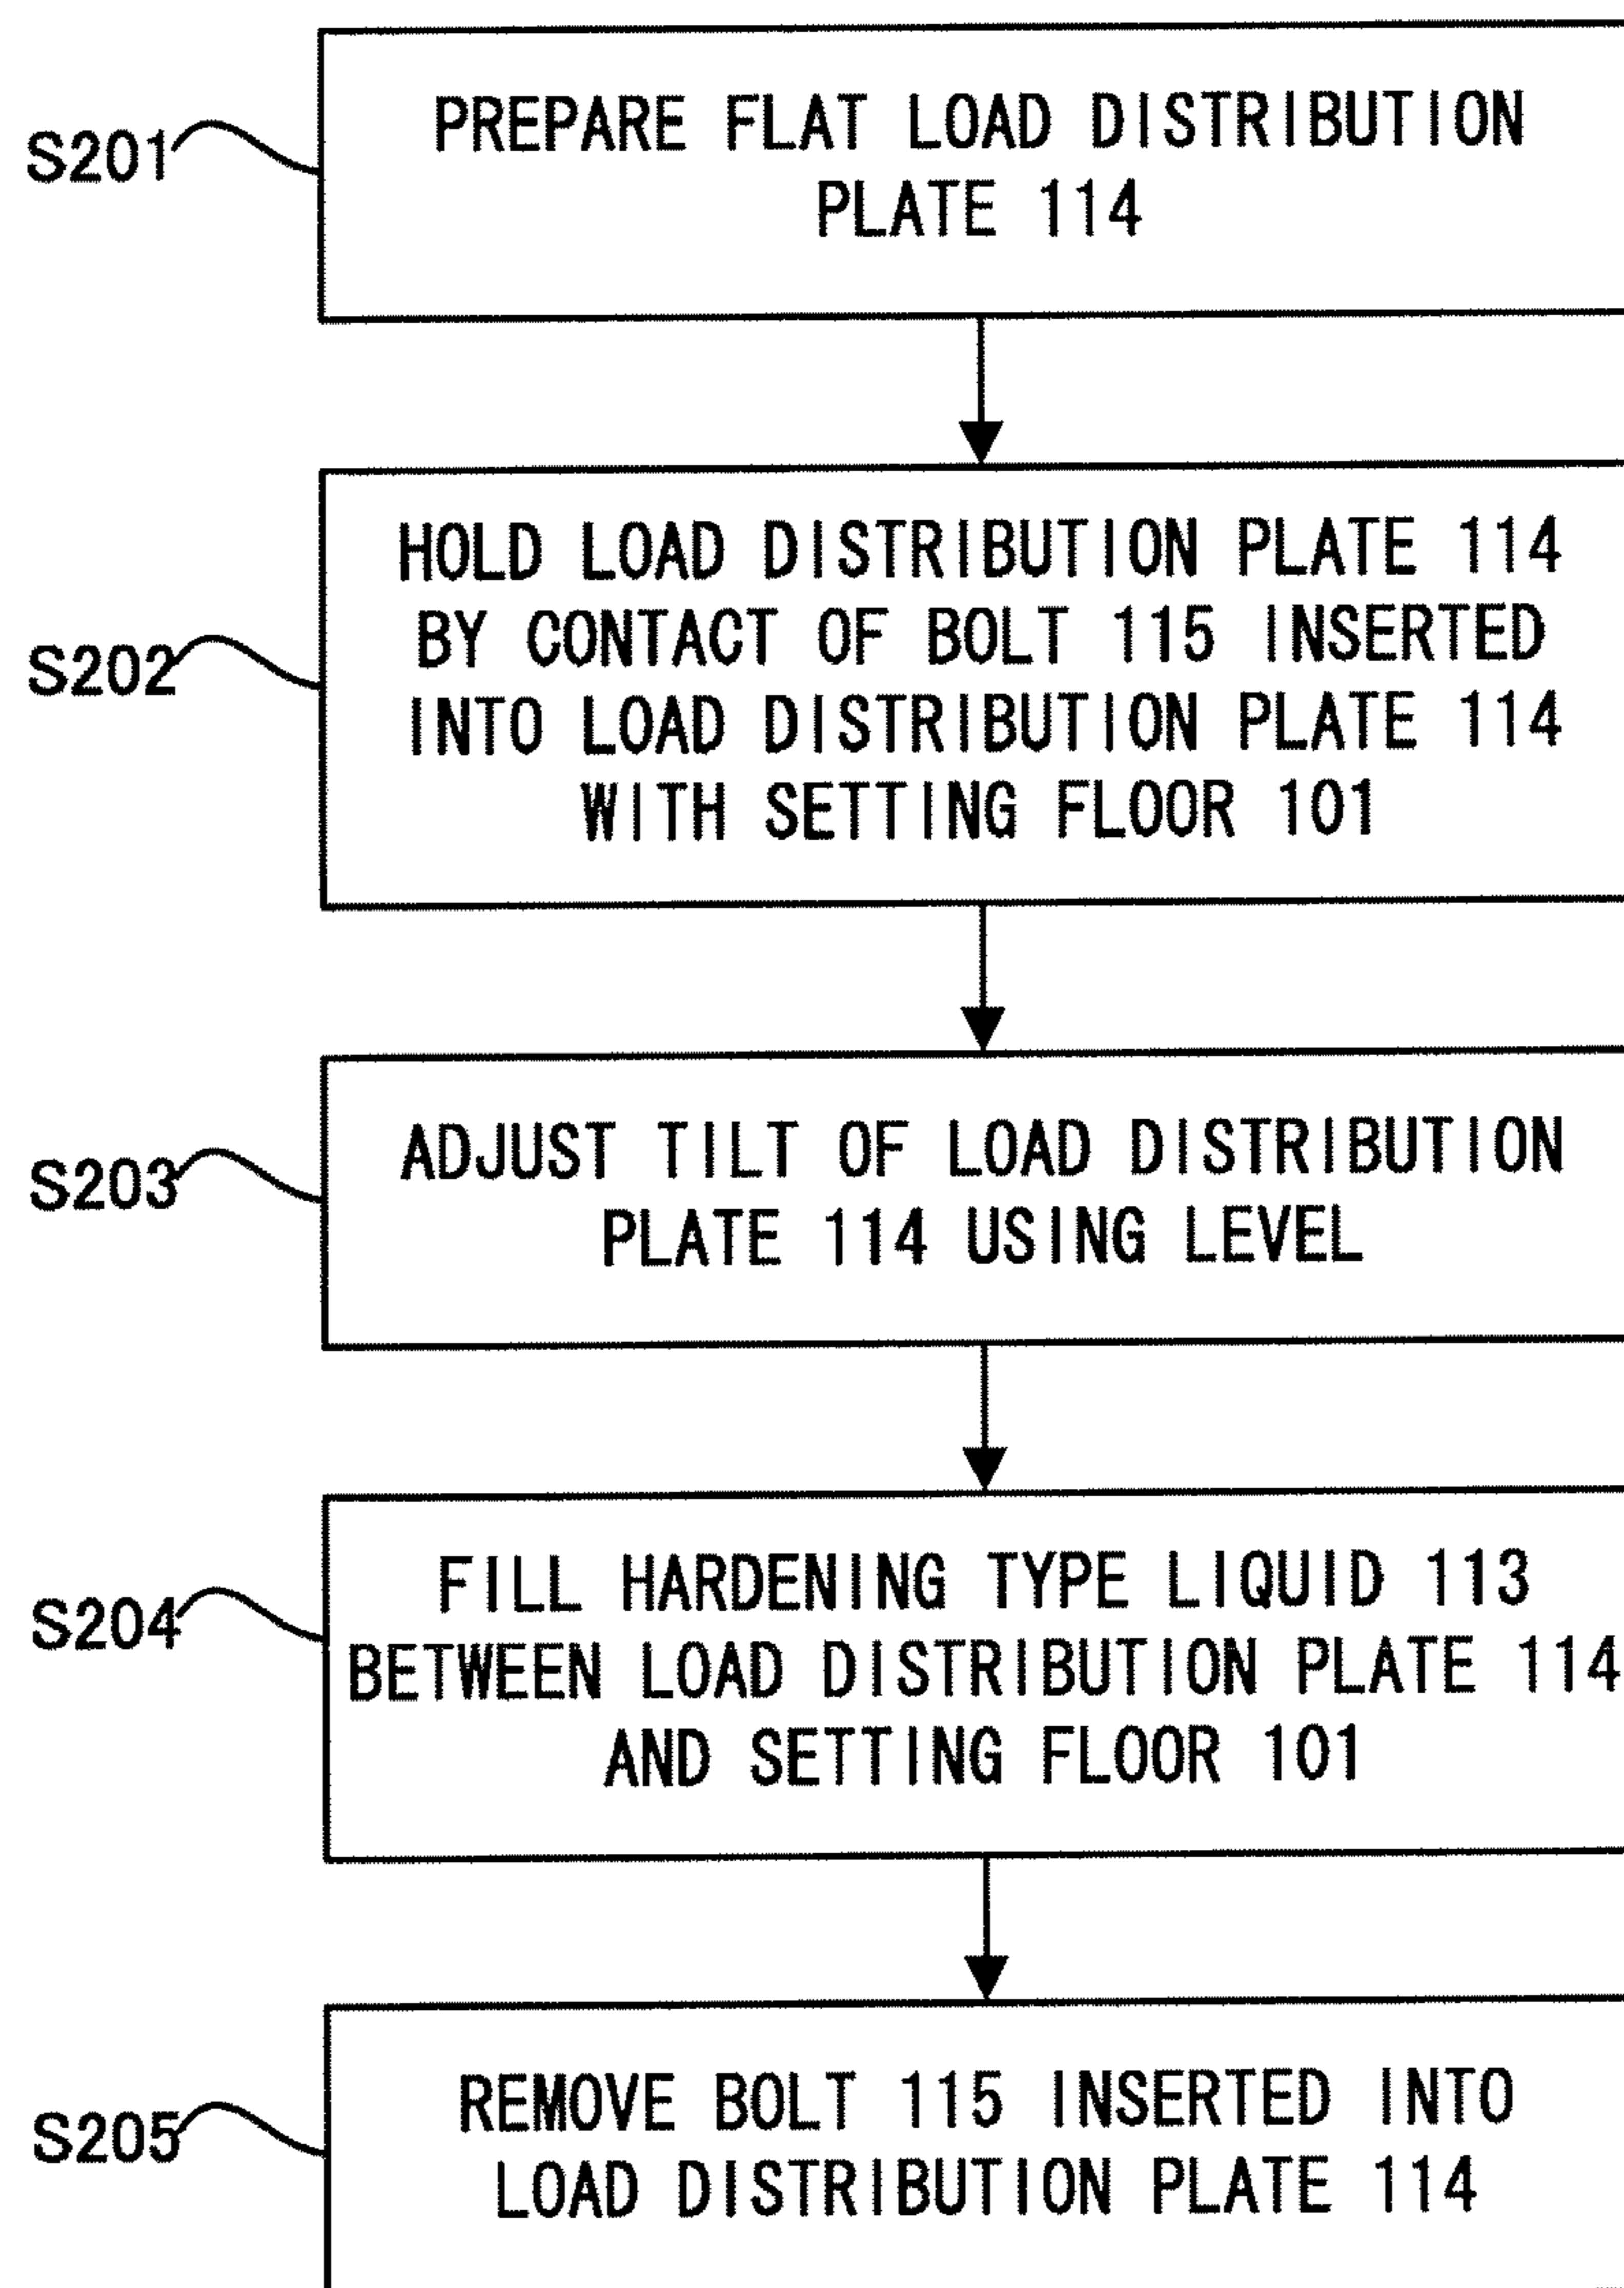 S201
PREPARE FLAT LOAD DISTRIBUTION
PLATE 114
S202
HOLD LOAD DISTRIBUTION PLATE 114
BY CONTACT OF BOLT 115 INSERTED
INTO LOAD DISTRIBUTION PLATE 114
WITH SETTING FLOOR 101
S203
ADJUST TILT OF LOAD DISTRIBUTION
PLATE 114 USING LEVEL
S204
FILL HARDENING TYPE LIQUID 113
BETWEEN LOAD DISTRIBUTION PLATE 114
AND SETTING FLOOR 101
S205
REMOVE BOLT 115 INSERTED INTO
LOAD DISTRIBUTION PLATE 114